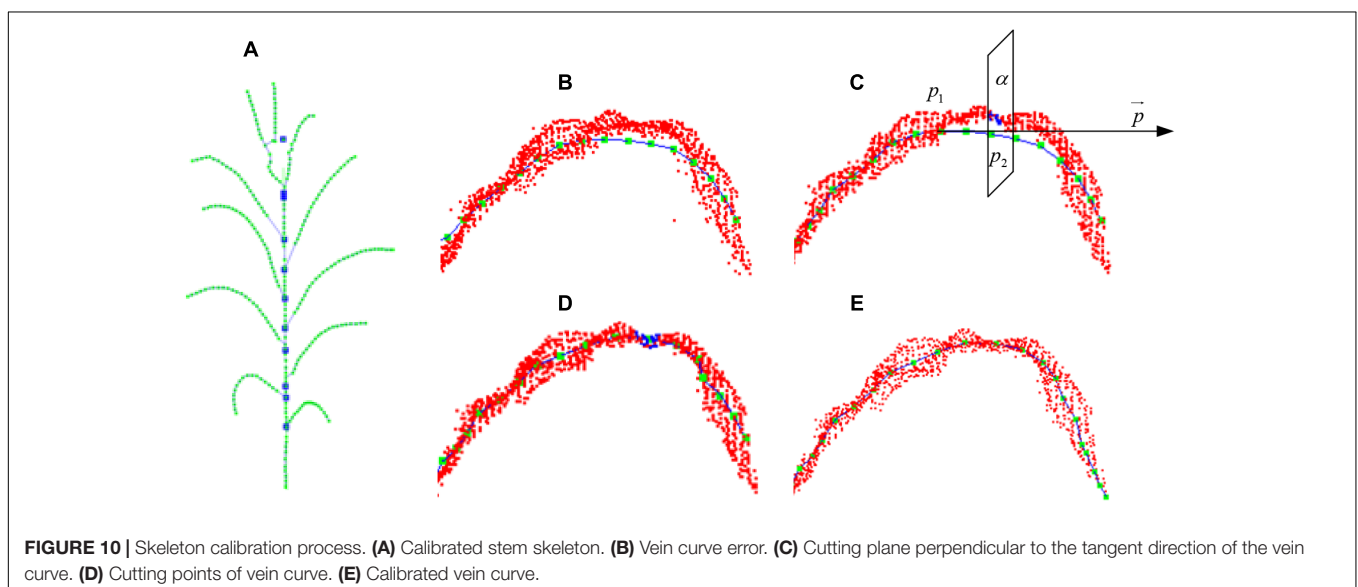 A
B
C
α
p₁
p⃗
p₂
D
E
FIGURE 10 | Skeleton calibration process. (A) Calibrated stem skeleton. (B) Vein curve error. (C) Cutting plane perpendicular to the tangent direction of the vein
curve. (D) Cutting points of vein curve. (E) Calibrated vein curve.